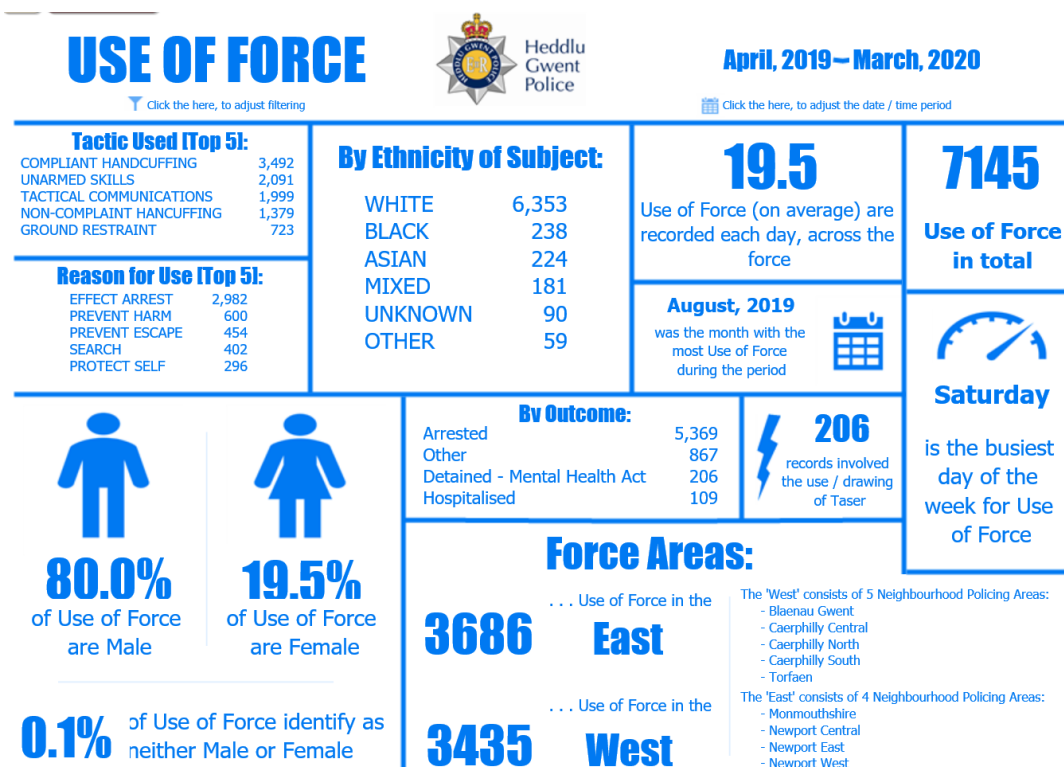 USE OF FORCE
Click the here, to adjust filtering
HEDDLU GWENT POLICE
E R
Heddlu
Gwent
Police
April, 2019– March, 2020
Click the here, to adjust the date / time period
Tactic Used [Top 5]:
COMPLIANT HANDCUFFING 3,492
UNARMED SKILLS 2,091
TACTICAL COMMUNICATIONS 1,999
NON-COMPLAINT HANCUFFING 1,379
GROUND RESTRAINT 723
Reason for Use [Top 5]:
EFFECT ARREST 2,982
PREVENT HARM 600
PREVENT ESCAPE 454
SEARCH 402
PROTECT SELF 296
By Ethnicity of Subject:
WHITE 6,353
BLACK 238
ASIAN 224
MIXED 181
UNKNOWN 90
OTHER 59
19.5
Use of Force (on average) are
recorded each day, across the
force
August, 2019
was the month with the
most Use of Force
during the period
7145
Use of Force
in total
Saturday
is the busiest
day of the
week for Use
of Force
80.0%
of Use of Force
are Male
19.5%
of Use of Force
are Female
0.1%
of Use of Force identify as
neither Male or Female
By Outcome:
Arrested 5,369
Other 867
Detained - Mental Health Act 206
Hospitalised 109
206
records involved
the use / drawing
of Taser
Force Areas:
3686
. . . Use of Force in the
East
3435
. . . Use of Force in the
West
The 'West' consists of 5 Neighbourhood Policing Areas:
- Blaenau Gwent
- Caerphilly Central
- Caerphilly North
- Caerphilly South
- Torfaen
The 'East' consists of 4 Neighbourhood Policing Areas:
- Monmouthshire
- Newport Central
- Newport East
- Newport West